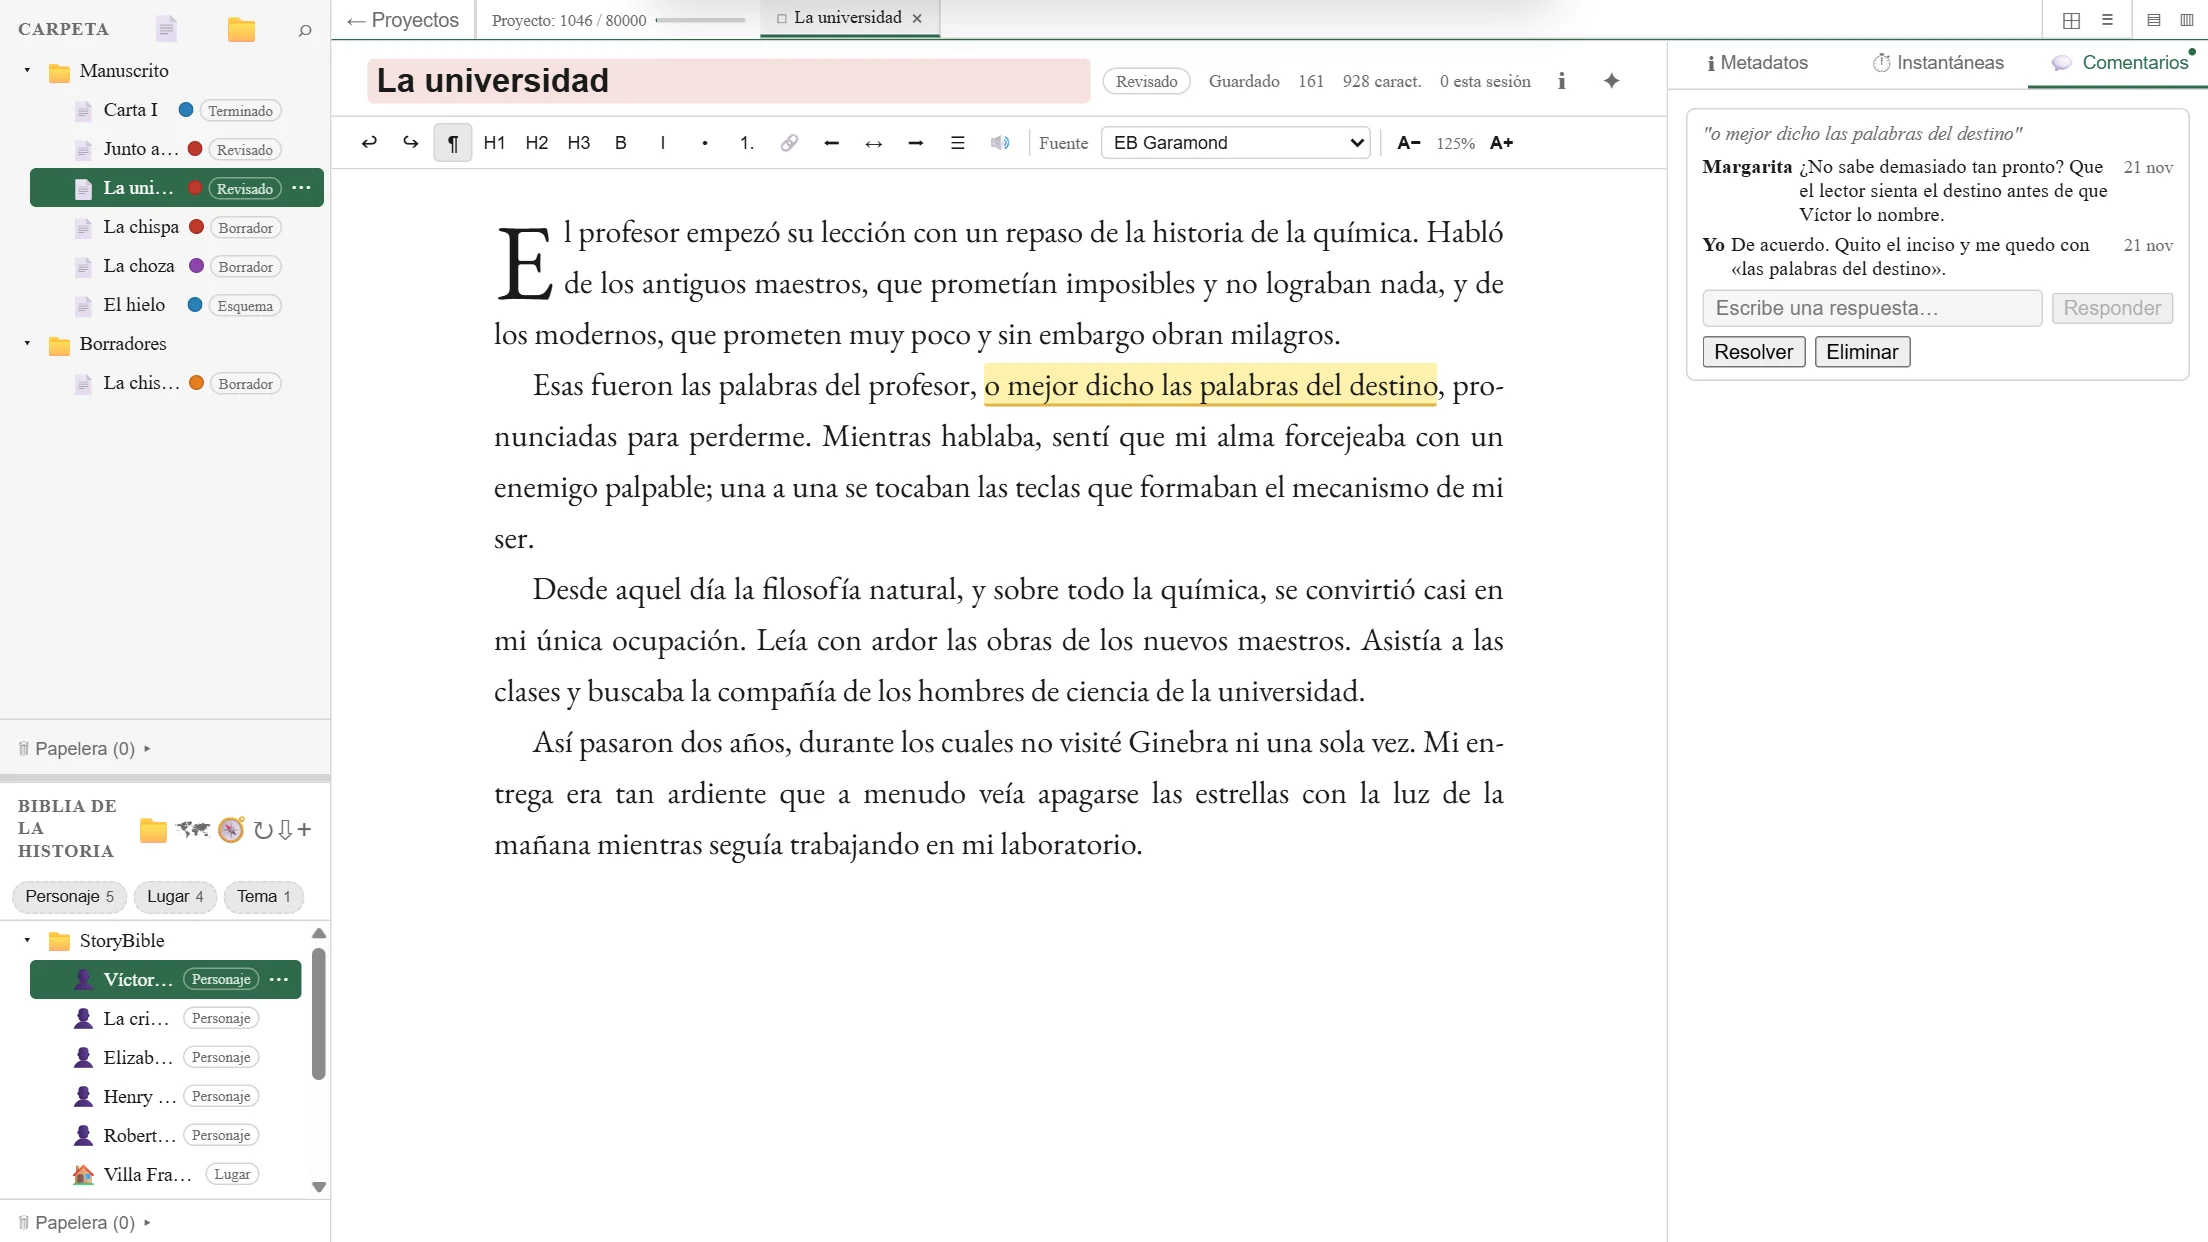 CARPETA
Manuscrito
Carta I Terminado
Junto a… Revisado
La uni… Revisado ···
La chispa Borrador
La choza Borrador
El hielo Esquema
Borradores
La chis… Borrador
Papelera (0)
BIBLIA DE
LA
HISTORIA
Personaje 5 Lugar 4 Tema 1
StoryBible
Víctor… Personaje ···
La cri… Personaje
Elizab… Personaje
Henry … Personaje
Robert… Personaje
Villa Fra… Lugar
Papelera (0)
← Proyectos Proyecto: 1046 / 80000 La universidad ×
La universidad Revisado Guardado 161 928 caract. 0 esta sesión
¶ H1 H2 H3 B I • 1. Fuente EB Garamond A− 125% A+
El profesor empezó su lección con un repaso de la historia de la química. Habló
de los antiguos maestros, que prometían imposibles y no lograban nada, y de
los modernos, que prometen muy poco y sin embargo obran milagros.
Esas fueron las palabras del profesor, o mejor dicho las palabras del destino, pro-
nunciadas para perderme. Mientras hablaba, sentí que mi alma forcejeaba con un
enemigo palpable; una a una se tocaban las teclas que formaban el mecanismo de mi
ser.
Desde aquel día la filosofía natural, y sobre todo la química, se convirtió casi en
mi única ocupación. Leía con ardor las obras de los nuevos maestros. Asistía a las
clases y buscaba la compañía de los hombres de ciencia de la universidad.
Así pasaron dos años, durante los cuales no visité Ginebra ni una sola vez. Mi en-
trega era tan ardiente que a menudo veía apagarse las estrellas con la luz de la
mañana mientras seguía trabajando en mi laboratorio.
Metadatos Instantáneas Comentarios
"o mejor dicho las palabras del destino"
Margarita ¿No sabe demasiado tan pronto? Que 21 nov
el lector sienta el destino antes de que
Víctor lo nombre.
Yo De acuerdo. Quito el inciso y me quedo con 21 nov
«las palabras del destino».
Escribe una respuesta… Responder
Resolver Eliminar